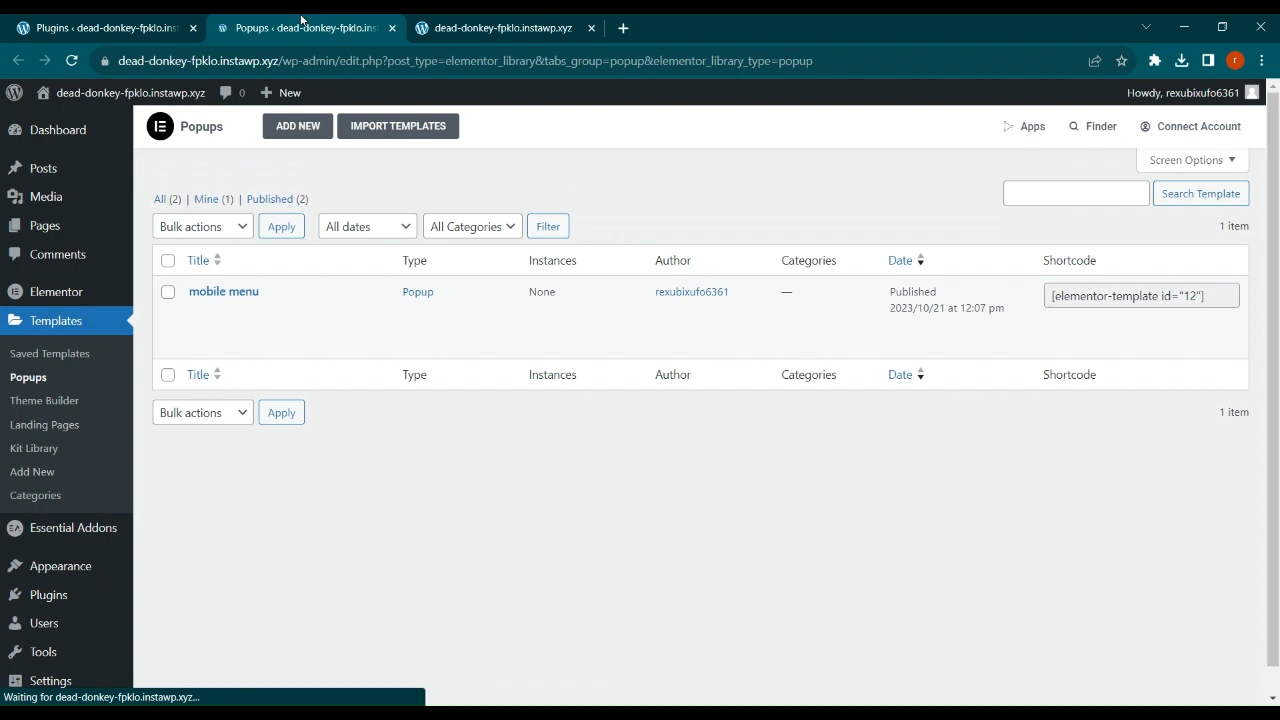 Plugins ‹ dead-donkey-fpklo.inst
Popups ‹ dead-donkey-fpklo.ins
dead-donkey-fpklo.instawp.xyz
dead-donkey-fpklo.instawp.xyz/wp-admin/edit.php?post_type=elementor_library&tabs_group=popup&elementor_library_type=popup
r
dead-donkey-fpklo.instawp.xyz
0
New
Howdy, rexubixufo6361
Dashboard
Posts
Media
Pages
Comments
Elementor
Templates
Saved Templates
Popups
Theme Builder
Landing Pages
Kit Library
Add New
Categories
Essential Addons
Appearance
Plugins
Users
Tools
Settings
Popups
ADD NEW
IMPORT TEMPLATES
Apps
Finder
Connect Account
Screen Options
All (2) | Mine (1) | Published (2)
Search Template
Bulk actions
Apply
All dates
All Categories
Filter
1 item
Title
Type
Instances
Author
Categories
Date
Shortcode
mobile menu
Popup
None
rexubixufo6361
—
Published
2023/10/21 at 12:07 pm
[elementor-template id="12"]
Title
Type
Instances
Author
Categories
Date
Shortcode
Bulk actions
Apply
1 item
Waiting for dead-donkey-fpklo.instawp.xyz...